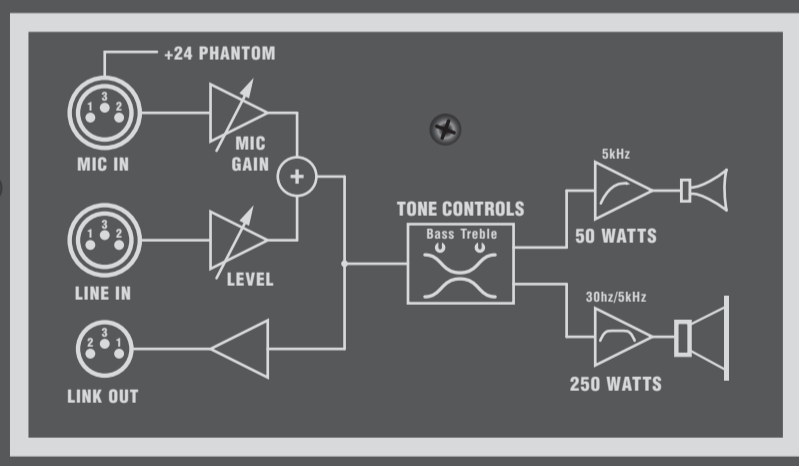 +24 PHANTOM
1 3 2
MIC IN
MIC
GAIN
+
1 3 2
LINE IN
LEVEL
2 3 1
LINK OUT
TONE CONTROLS
Bass Treble
5kHz
50 WATTS
30hz/5kHz
250 WATTS